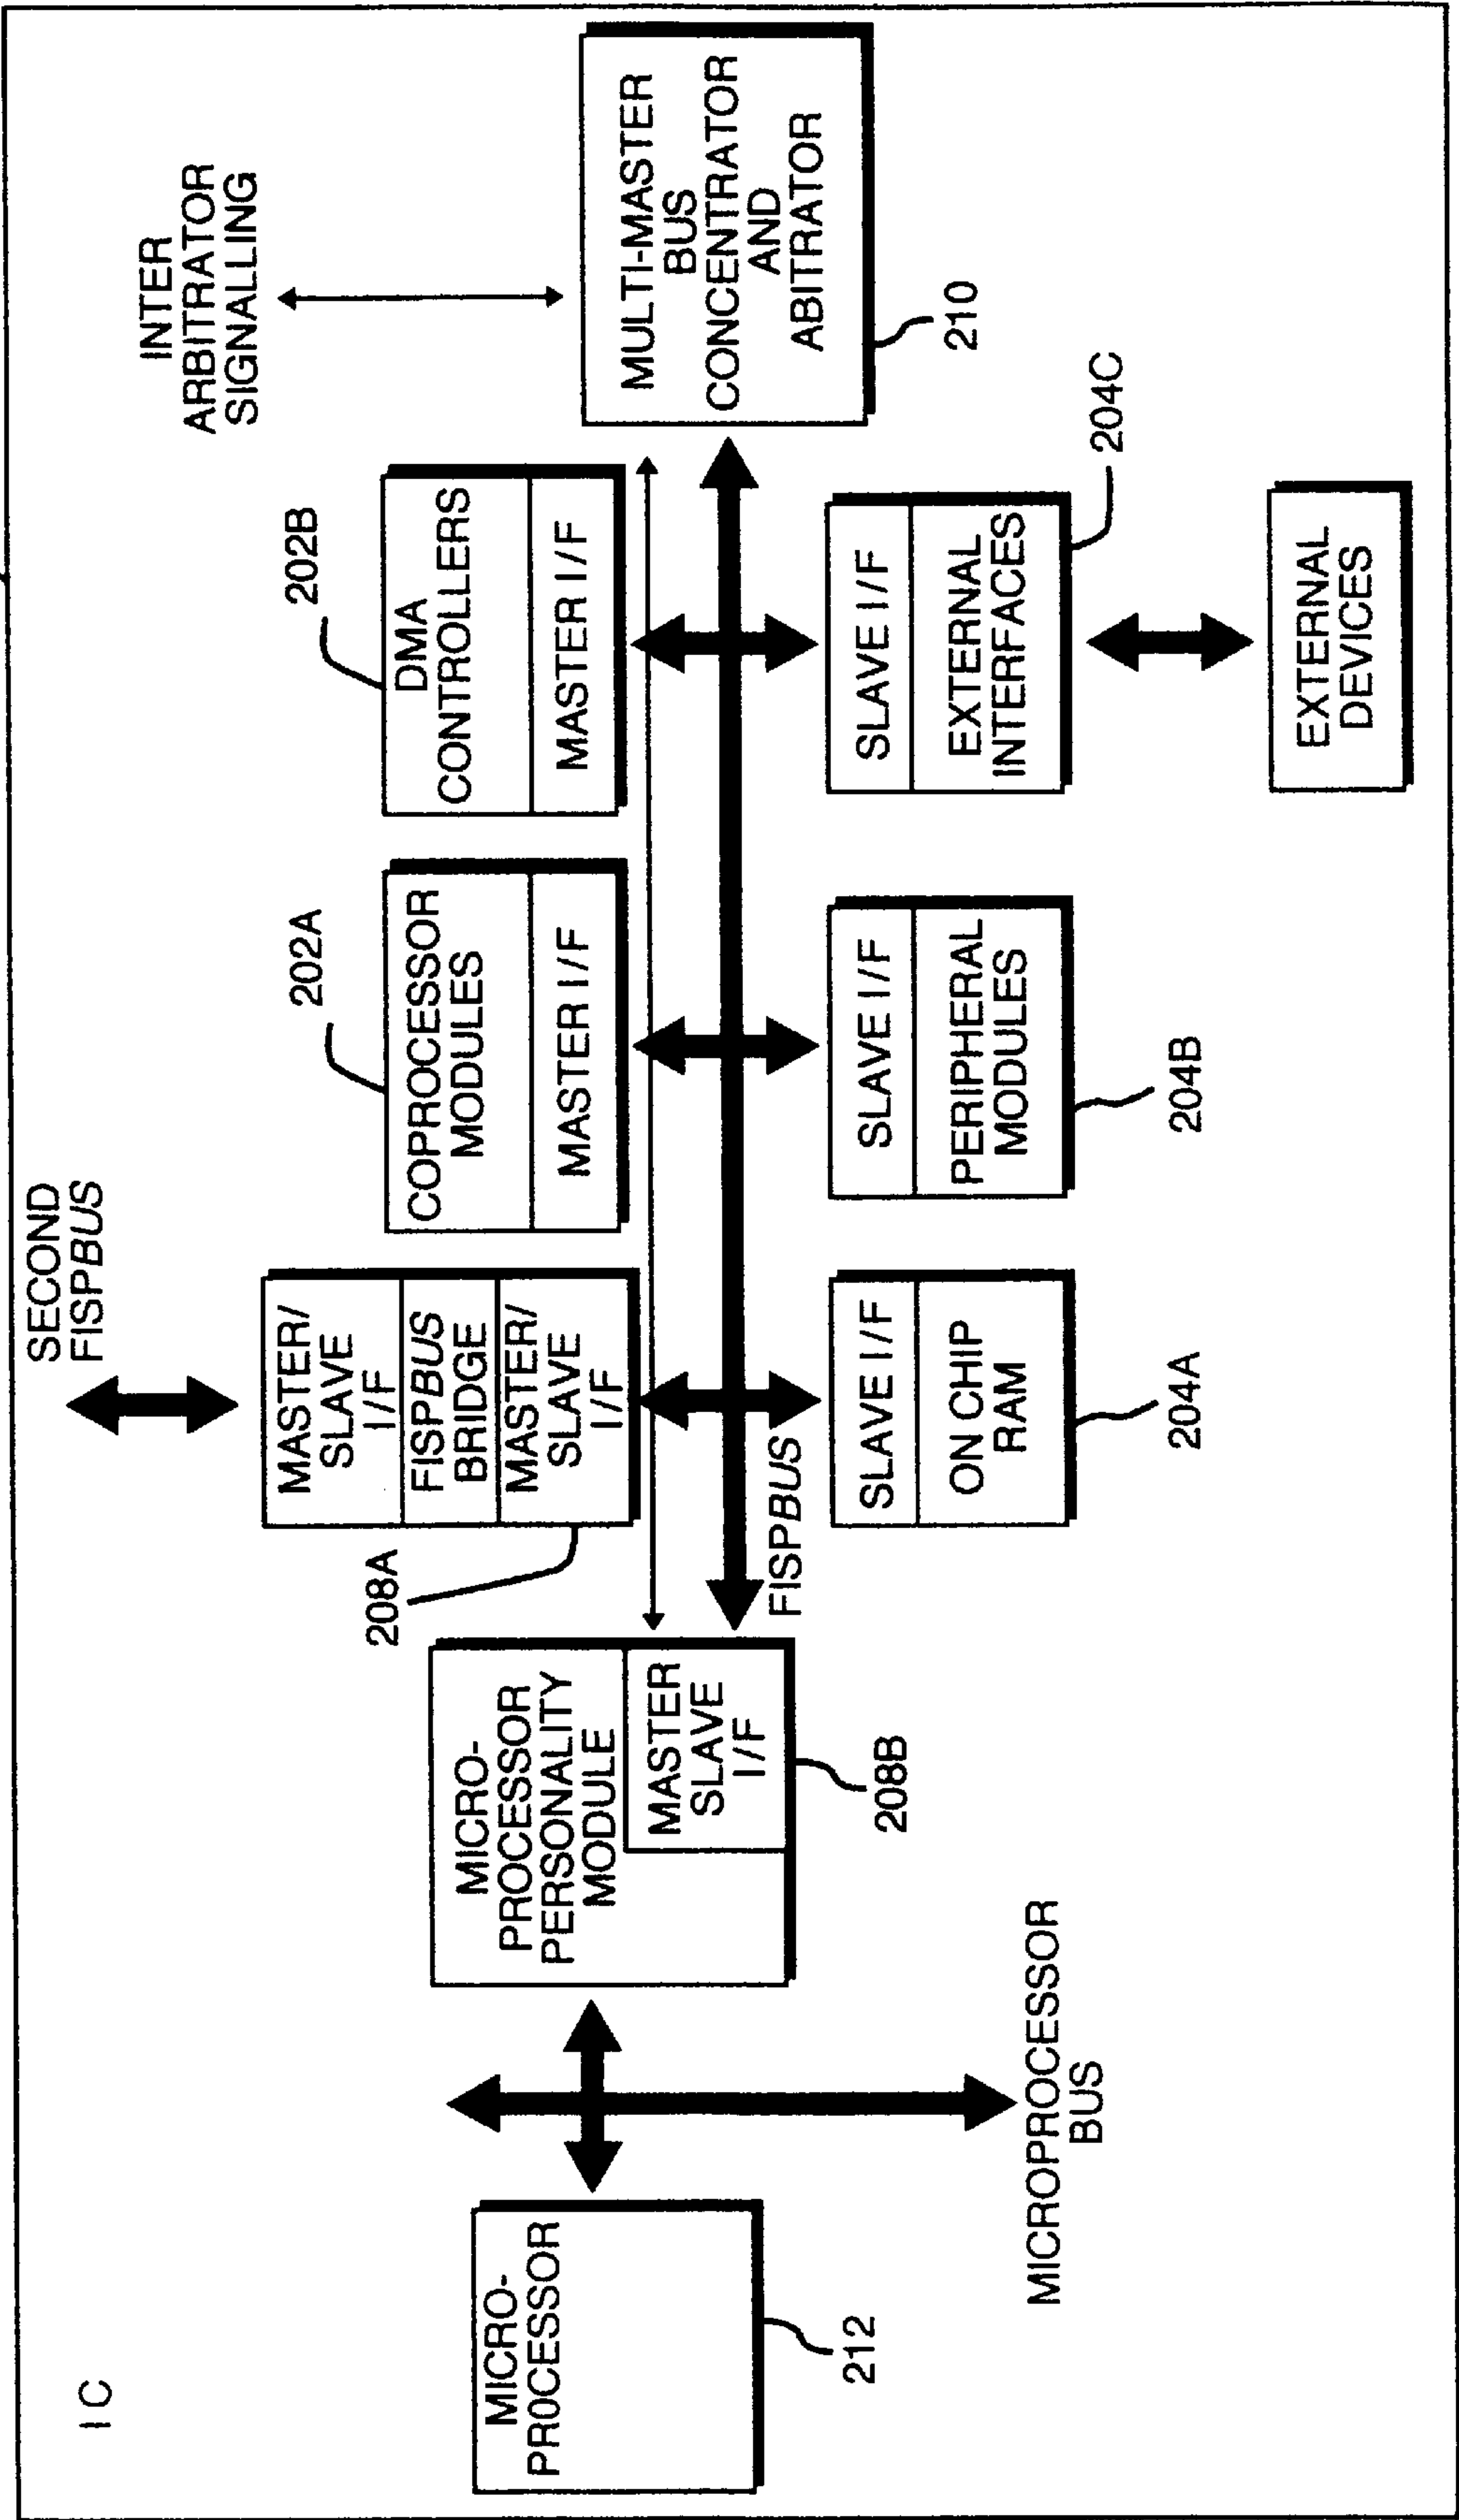 IC
SECOND
FISPBUS
INTER
ARBITRATOR
SIGNALLING
MASTER/
SLAVE
I/F
FISPBUS
BRIDGE
MASTER/
SLAVE
I/F
208A
202A
COPROCESSOR
MODULES
MASTER I/F
202B
DMA
CONTROLLERS
MASTER I/F
MICRO-
PROCESSOR
212
MICRO-
PROCESSOR
PERSONALITY
MODULE
MASTER
SLAVE
I/F
208B
MULTI-MASTER
BUS
CONCENTRATOR
AND
ABITRATOR
210
FISPBUS
MICROPROCESSOR
BUS
SLAVE I/F
ON CHIP
RAM
204A
SLAVE I/F
PERIPHERAL
MODULES
204B
SLAVE I/F
EXTERNAL
INTERFACES
204C
EXTERNAL
DEVICES